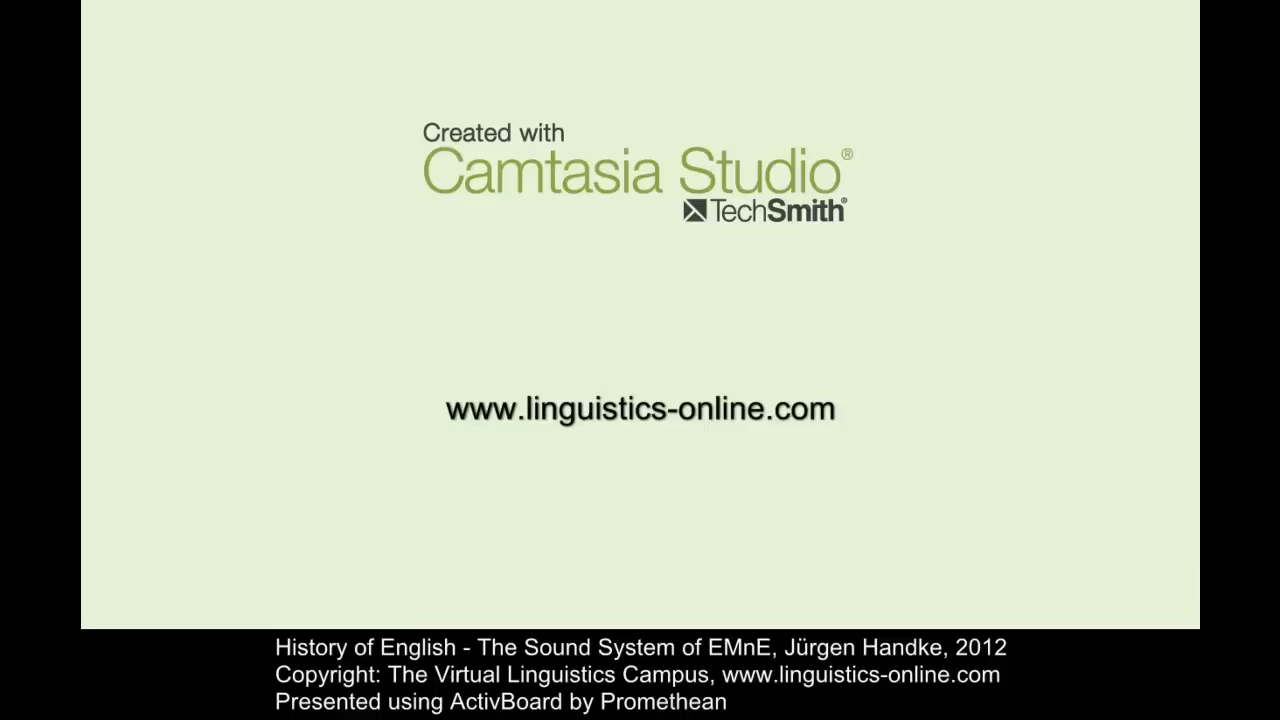 Created with
Camtasia Studio®
TechSmith®
www.linguistics-online.com
History of English - The Sound System of EMnE, Jürgen Handke, 2012
Copyright: The Virtual Linguistics Campus, www.linguistics-online.com
Presented using ActivBoard by Promethean